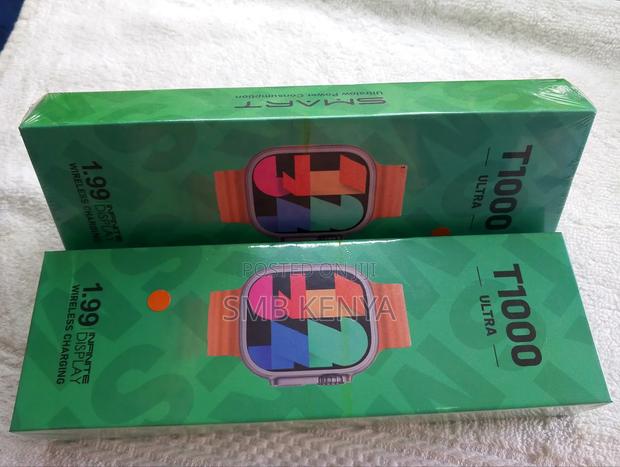 SMART
Ultralow Power Consumption
T1000
ULTRA
1.99 INFINITE
DISPLAY
WIRELESS CHARGING
POSTED ON JIJI
SMB KENYA
T1000
ULTRA
1.99 INFINITE
DISPLAY
WIRELESS CHARGING